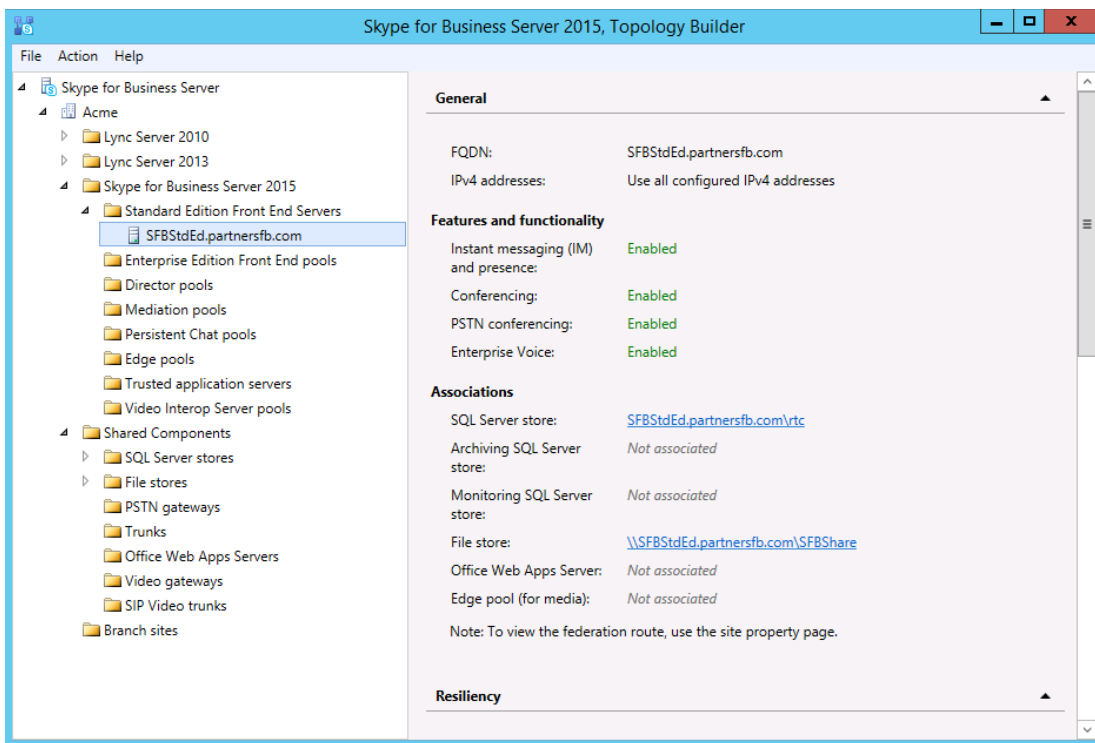 Skype for Business Server 2015, Topology Builder
File Action Help
Skype for Business Server
Acme
Lync Server 2010
Lync Server 2013
Skype for Business Server 2015
Standard Edition Front End Servers
SFBStdEd.partnersfb.com
Enterprise Edition Front End pools
Director pools
Mediation pools
Persistent Chat pools
Edge pools
Trusted application servers
Video Interop Server pools
Shared Components
SQL Server stores
File stores
PSTN gateways
Trunks
Office Web Apps Servers
Video gateways
SIP Video trunks
Branch sites
General
FQDN: SFBStdEd.partnersfb.com
IPv4 addresses: Use all configured IPv4 addresses
Features and functionality
Instant messaging (IM) Enabled
and presence:
Conferencing: Enabled
PSTN conferencing: Enabled
Enterprise Voice: Enabled
Associations
SQL Server store: SFBStdEd.partnersfb.com\rtc
Archiving SQL Server Not associated
store:
Monitoring SQL Server Not associated
store:
File store: \\SFBStdEd.partnersfb.com\SFBShare
Office Web Apps Server: Not associated
Edge pool (for media): Not associated
Note: To view the federation route, use the site property page.
Resiliency